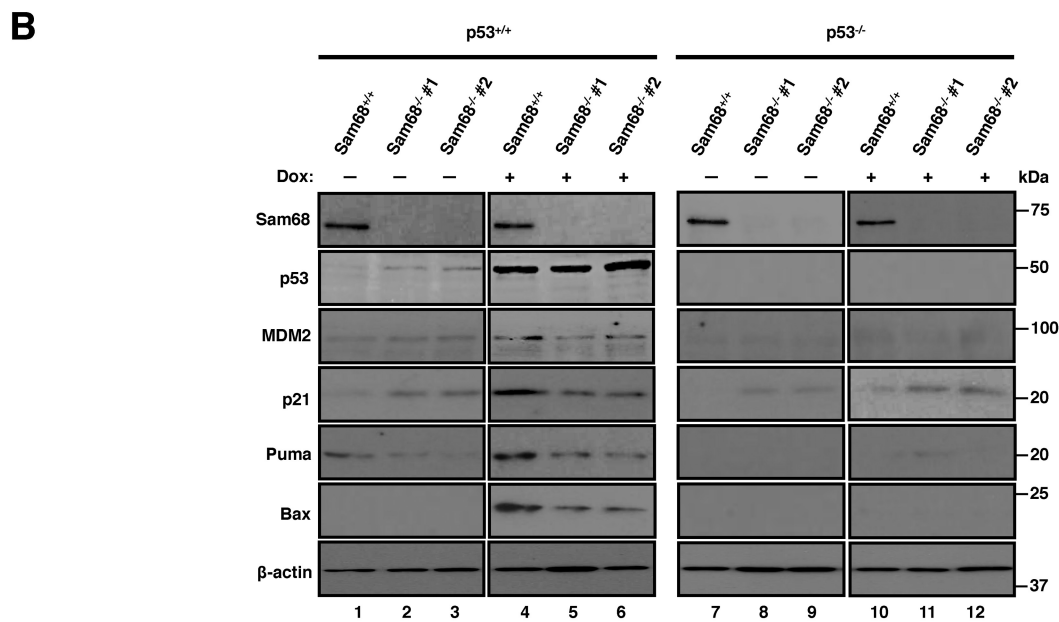 B
p53+/+ p53-/-
Sam68+/+ Sam68-/- #1 Sam68-/- #2 Sam68+/+ Sam68-/- #1 Sam68-/- #2 Sam68+/+ Sam68-/- #1 Sam68-/- #2 Sam68+/+ Sam68-/- #1 Sam68-/- #2
Dox: − − − + + + − − − + + + kDa
Sam68 75
p53 50
MDM2 100
p21 20
Puma 20
Bax 25
β-actin 37
1 2 3 4 5 6 7 8 9 10 11 12